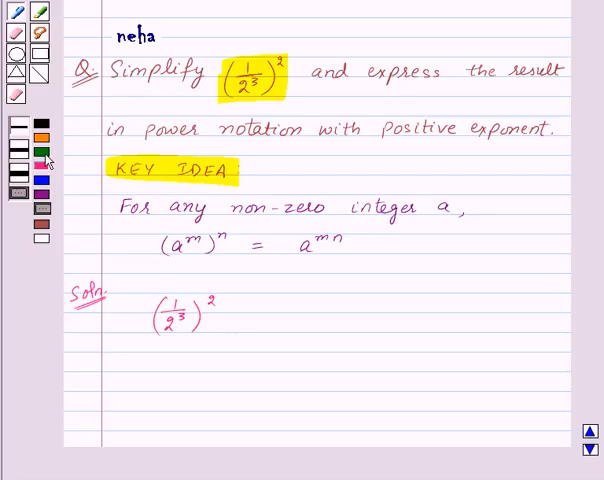 neha
Q: Simplify (1/2³)² and express the result
in power notation with positive exponent.
KEY IDEA:
For any non-zero integer a,
(aᵐ)ⁿ = aᵐⁿ
Soln.
(1/2³)²